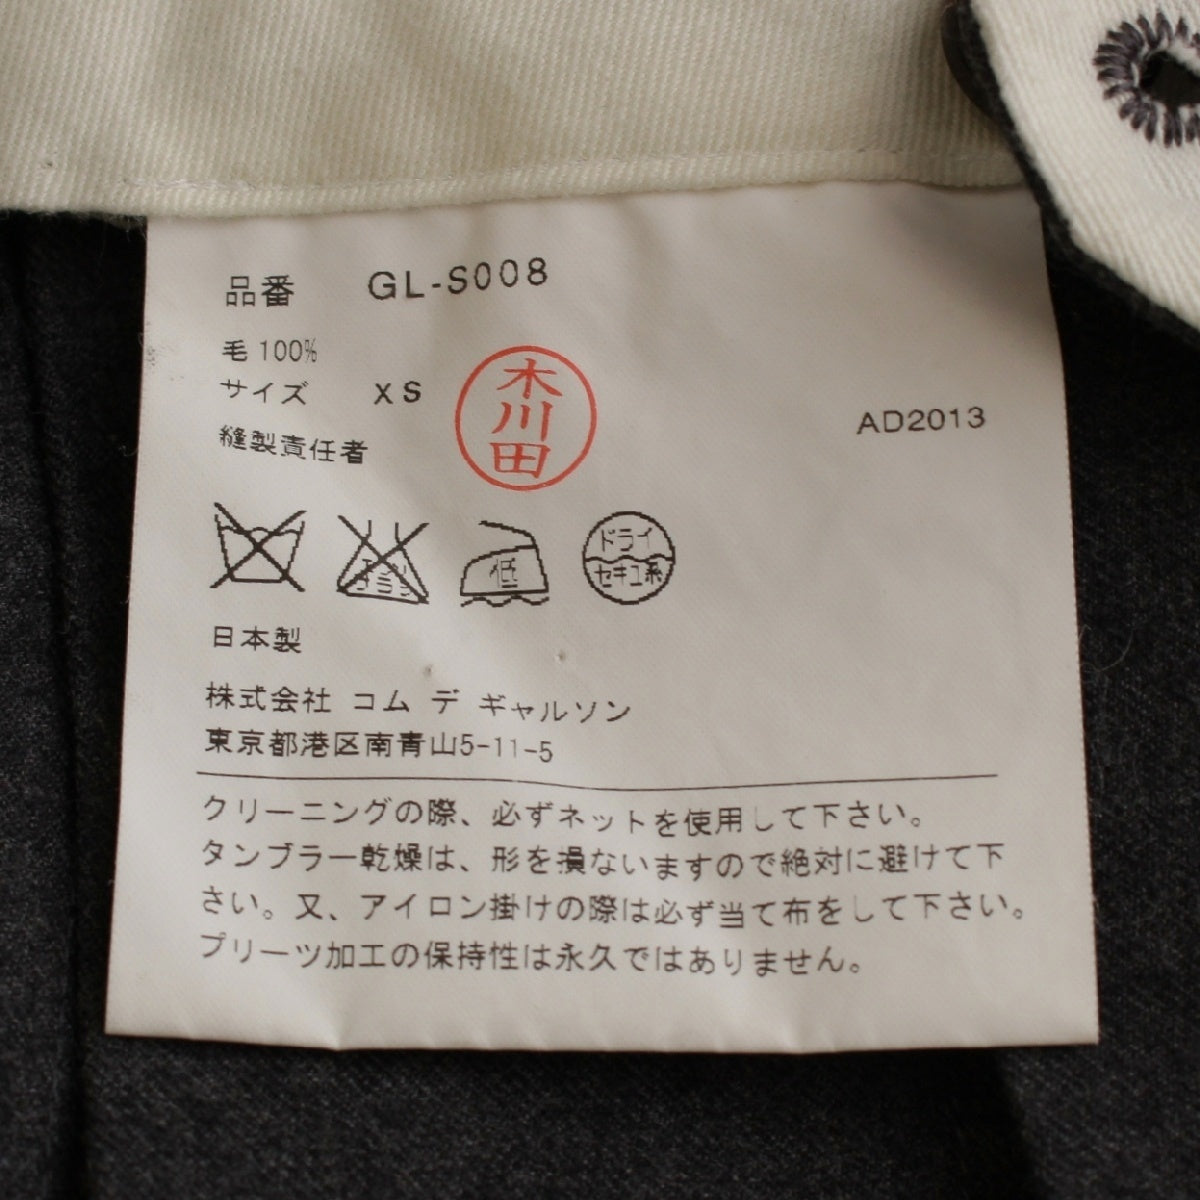 品番 GL-S008
毛 100%
サイズ XS
縫製責任者
木川田
AD2013
エンソサラシ
低
ドライ
セキユ系
日本製
株式会社 コム デ ギャルソン
東京都港区南青山5-11-5
クリーニングの際、必ずネットを使用して下さい。
タンブラー乾燥は、形を損ないますので絶対に避けて下
さい。又、アイロン掛けの際は必ず当て布をして下さい。
プリーツ加工の保持性は永久ではありません。